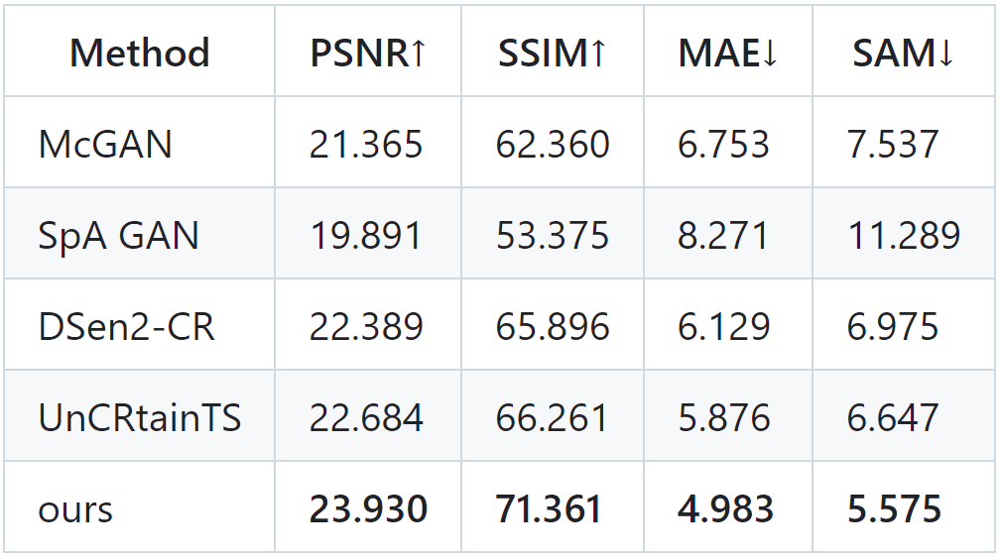 Method PSNR↑ SSIM↑ MAE↓ SAM↓
McGAN 21.365 62.360 6.753 7.537
SpA GAN 19.891 53.375 8.271 11.289
DSen2-CR 22.389 65.896 6.129 6.975
UnCRtainTS 22.684 66.261 5.876 6.647
ours 23.930 71.361 4.983 5.575